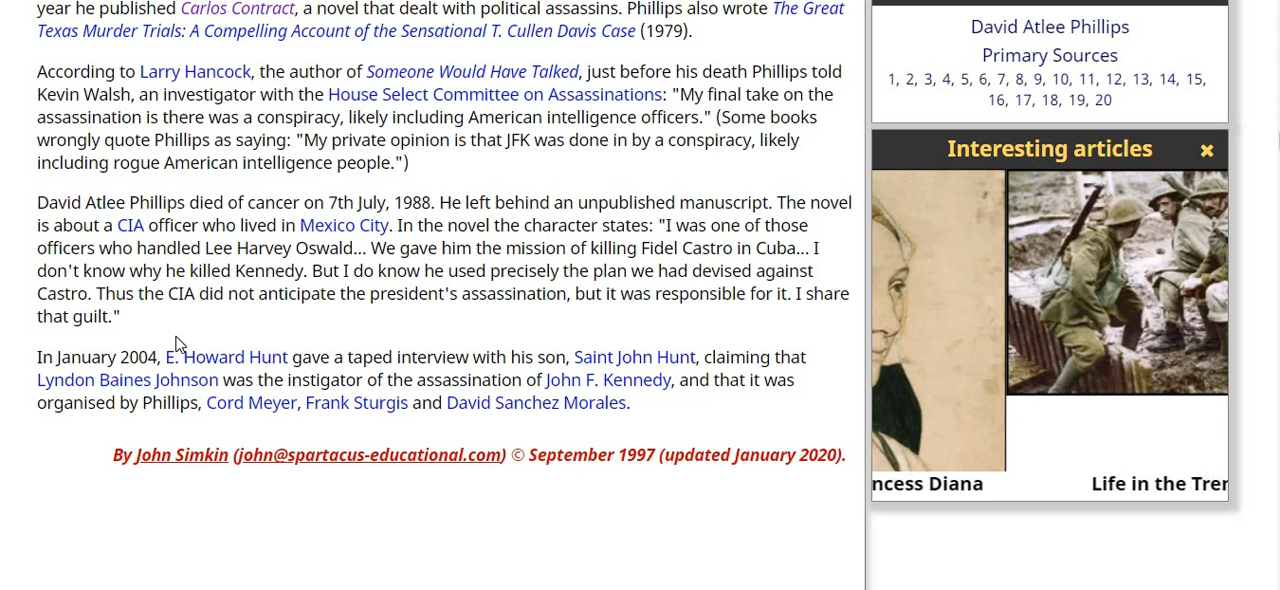 year he published Carlos Contract, a novel that dealt with political assassins. Phillips also wrote The Great
Texas Murder Trials: A Compelling Account of the Sensational T. Cullen Davis Case (1979).
According to Larry Hancock, the author of Someone Would Have Talked, just before his death Phillips told
Kevin Walsh, an investigator with the House Select Committee on Assassinations: "My final take on the
assassination is there was a conspiracy, likely including American intelligence officers." (Some books
wrongly quote Phillips as saying: "My private opinion is that JFK was done in by a conspiracy, likely
including rogue American intelligence people.")
David Atlee Phillips died of cancer on 7th July, 1988. He left behind an unpublished manuscript. The novel
is about a CIA officer who lived in Mexico City. In the novel the character states: "I was one of those
officers who handled Lee Harvey Oswald... We gave him the mission of killing Fidel Castro in Cuba... I
don't know why he killed Kennedy. But I do know he used precisely the plan we had devised against
Castro. Thus the CIA did not anticipate the president's assassination, but it was responsible for it. I share
that guilt."
In January 2004, E. Howard Hunt gave a taped interview with his son, Saint John Hunt, claiming that
Lyndon Baines Johnson was the instigator of the assassination of John F. Kennedy, and that it was
organised by Phillips, Cord Meyer, Frank Sturgis and David Sanchez Morales.
By John Simkin (john@spartacus-educational.com) © September 1997 (updated January 2020).
David Atlee Phillips
Primary Sources
1, 2, 3, 4, 5, 6, 7, 8, 9, 10, 11, 12, 13, 14, 15,
16, 17, 18, 19, 20
Interesting articles
ncess Diana
Life in the Tren